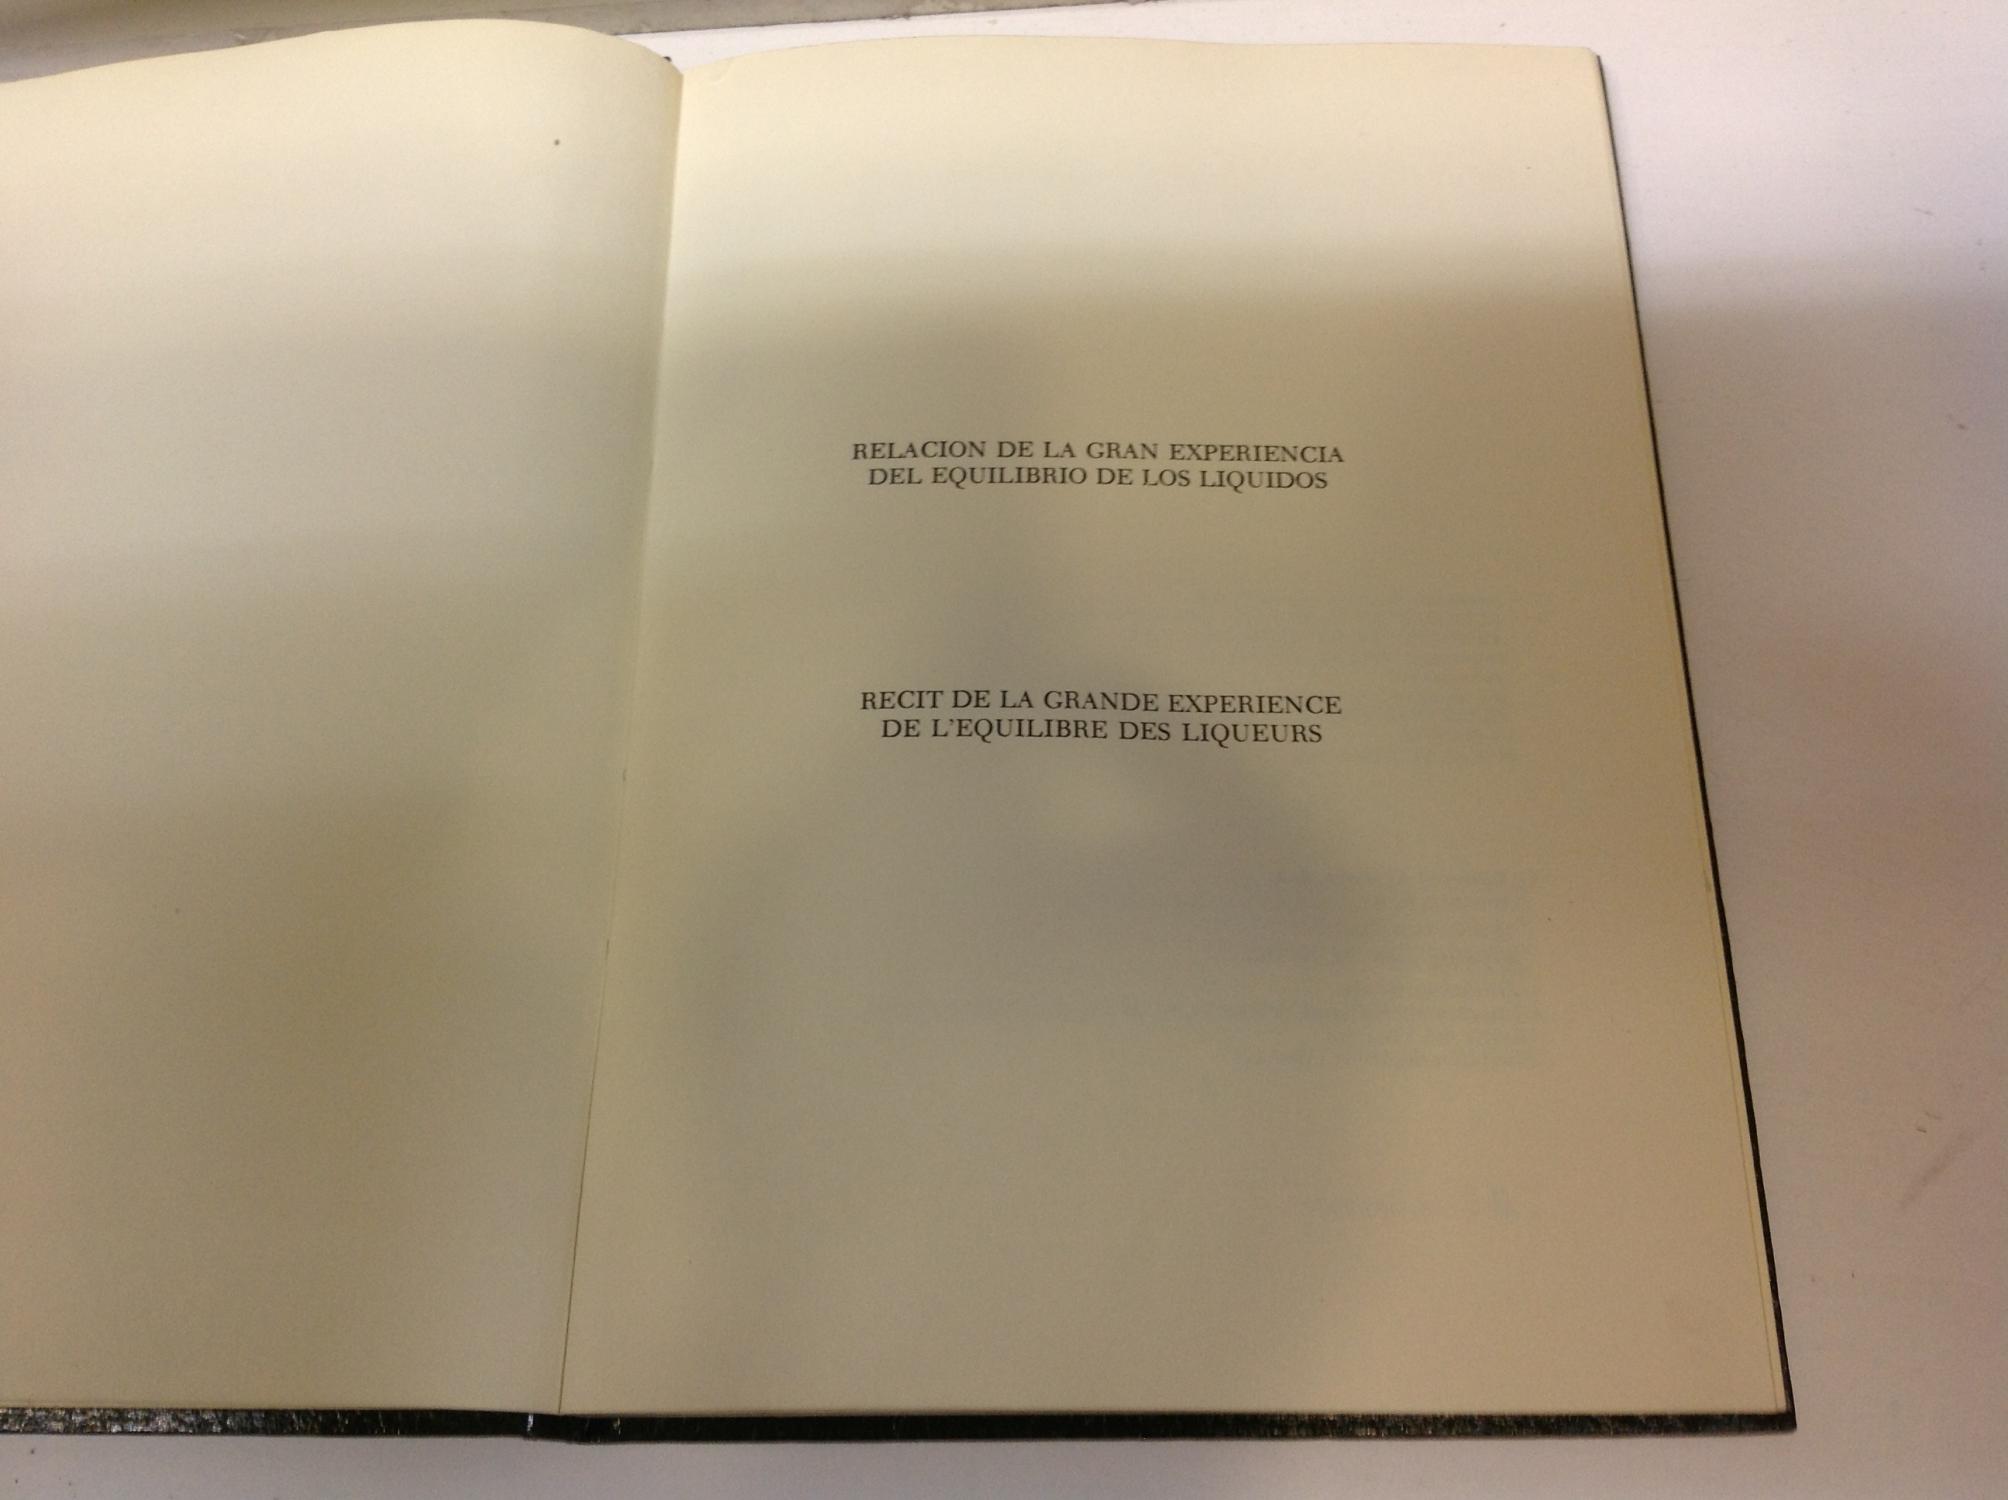 RELACION DE LA GRAN EXPERIENCIA
DEL EQUILIBRIO DE LOS LIQUIDOS
RECIT DE LA GRANDE EXPERIENCE
DE L'EQUILIBRE DES LIQUEURS